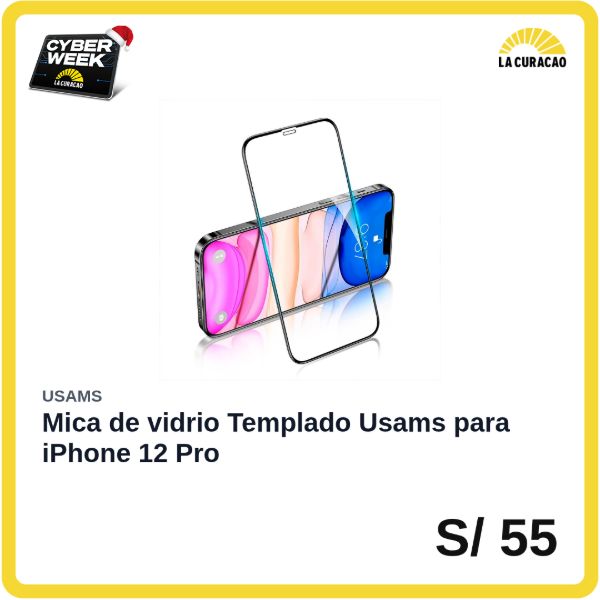 CYBER
WEEK
LA CURACAO
LA CURACAO
USAMS
Mica de vidrio Templado Usams para
iPhone 12 Pro
S/ 55